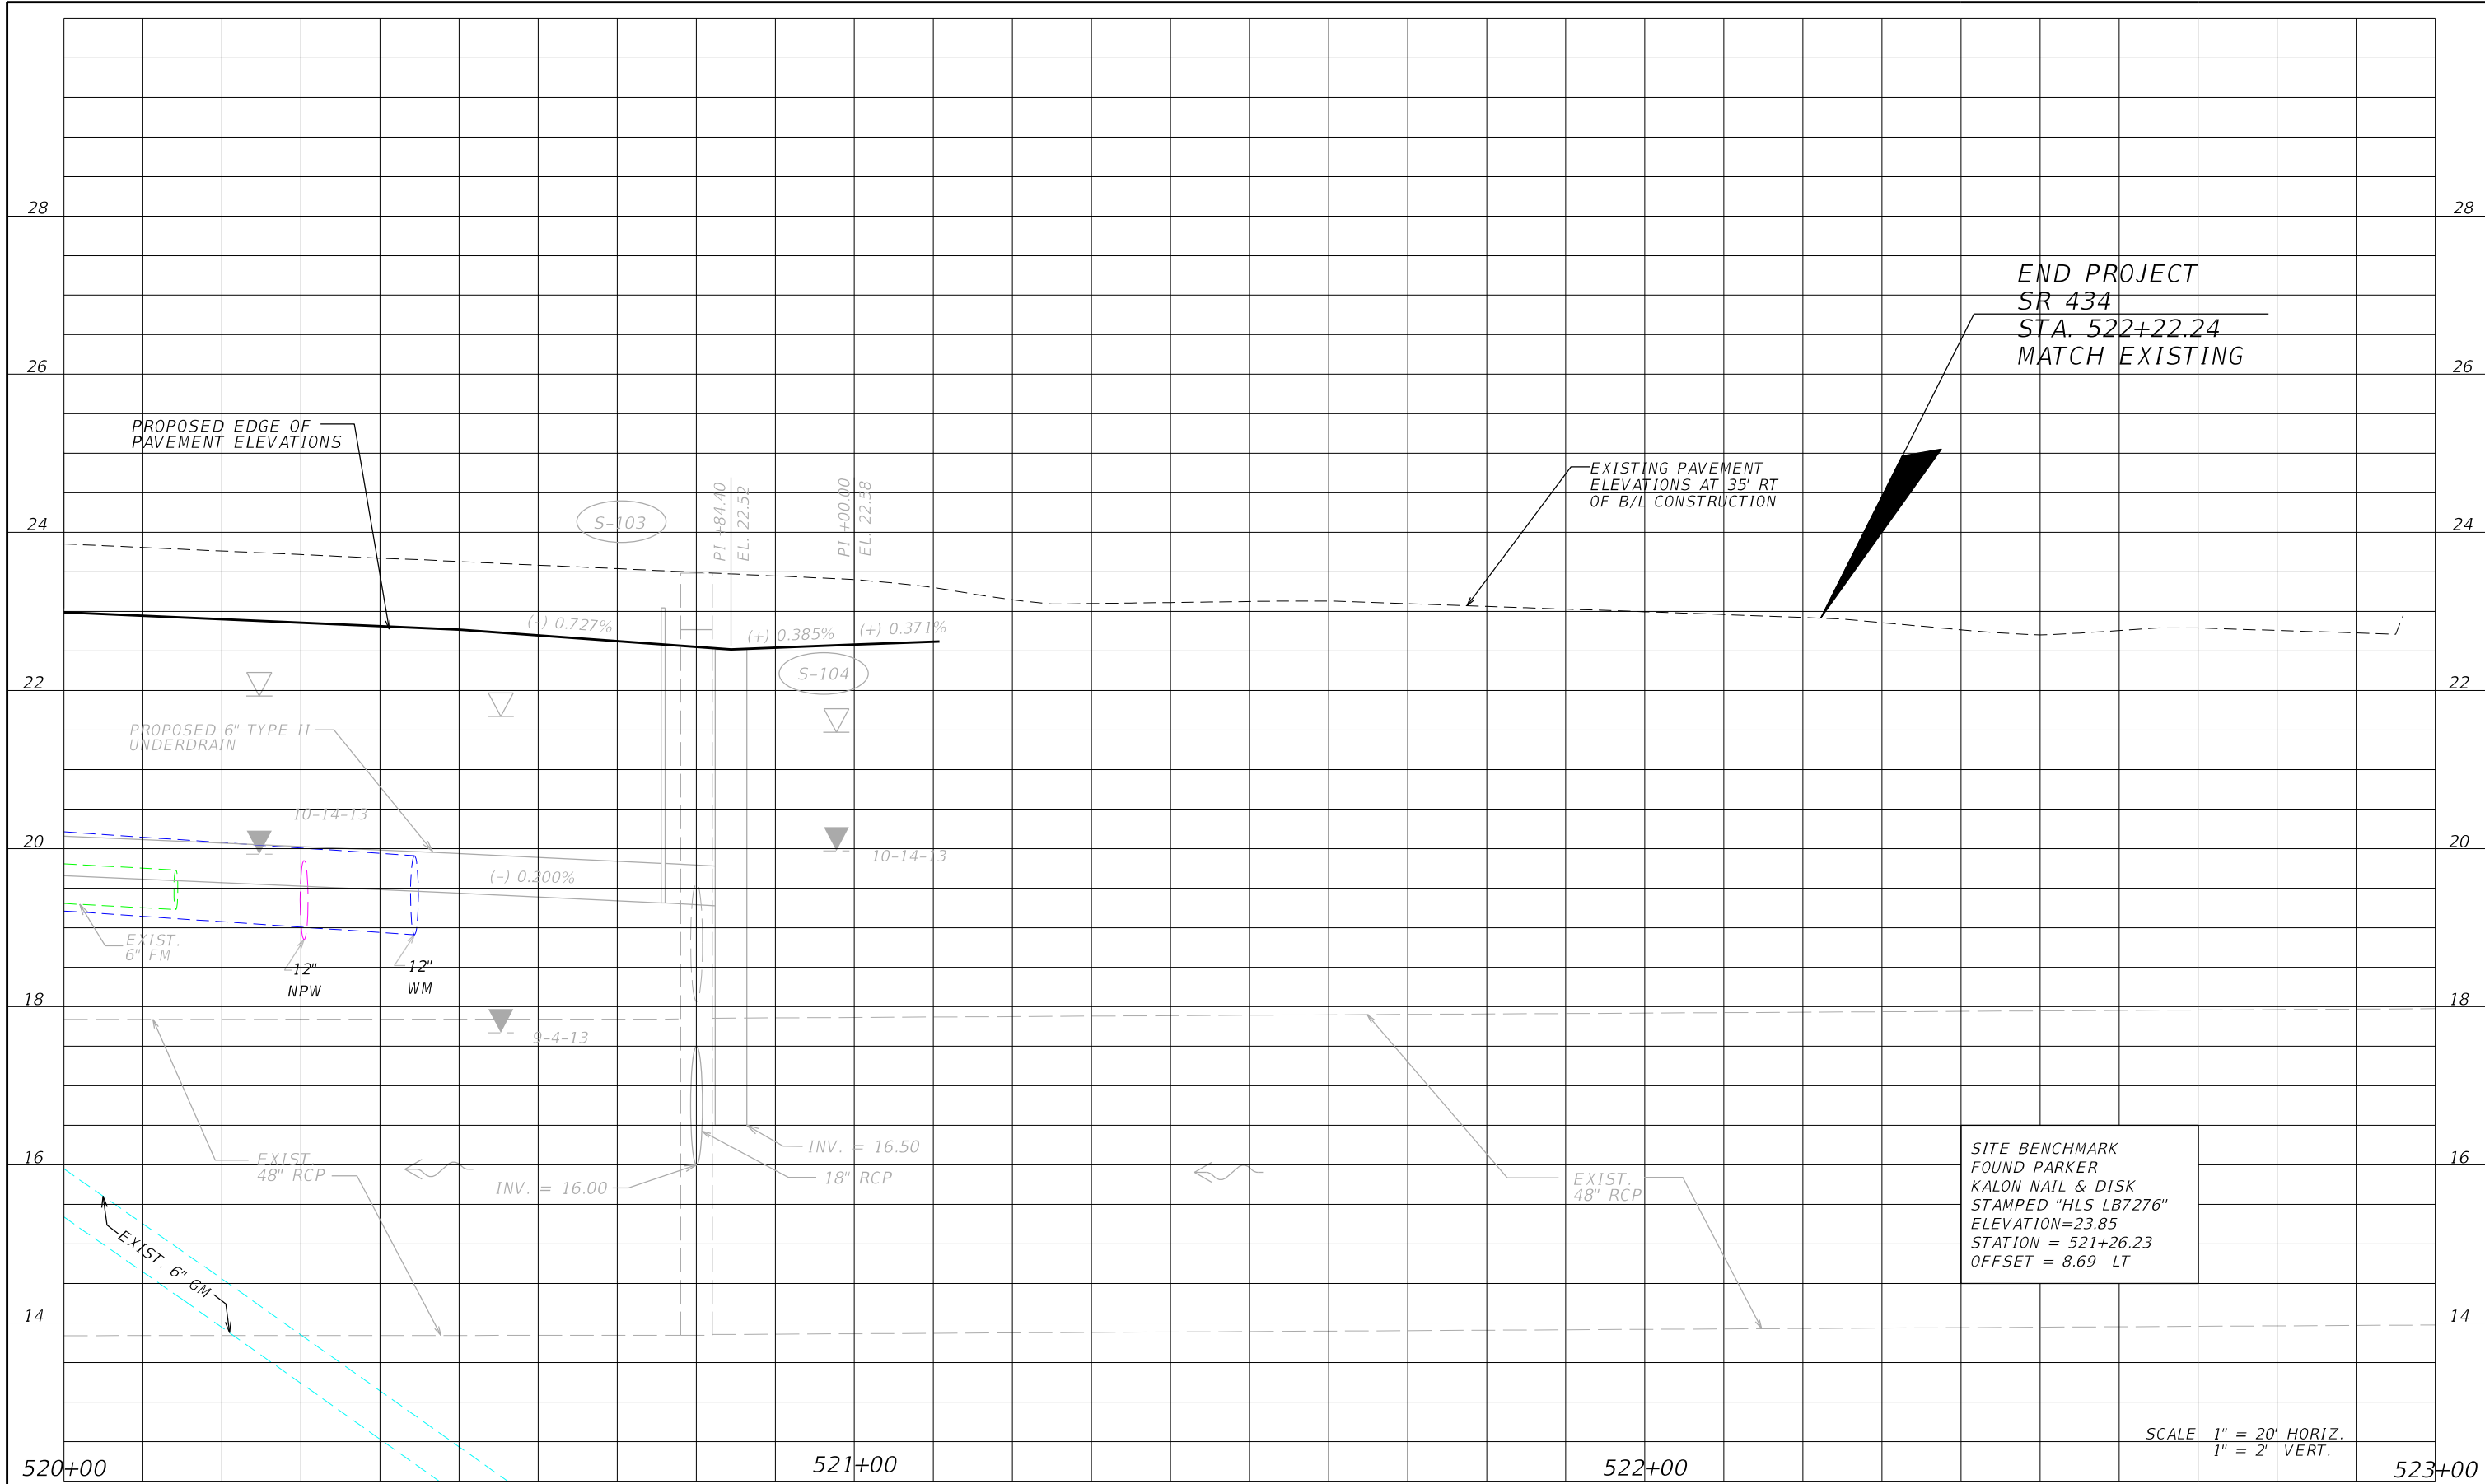 28
28
END PROJECT
SR 434
STA. 522+22.24
MATCH EXISTING
26
26
PROPOSED EDGE OF
PAVEMENT ELEVATIONS
EXISTING PAVEMENT
ELEVATIONS AT 35' RT
OF B/L CONSTRUCTION
S-103
PI +84.40
EL. 22.52
PI +00.00
EL. 22.58
24
24
(-) 0.727%
(+) 0.385%
(+) 0.371%
S-104
22
22
PROPOSED 6" TYPE II
UNDERDRAIN
10-14-13
20
20
10-14-13
(-) 0.200%
EXIST.
6" FM
12"
NPW
12"
WM
18
18
9-4-13
INV. = 16.50
18" RCP
INV. = 16.00
EXIST.
48" RCP
EXIST.
48" RCP
16
16
SITE BENCHMARK
FOUND PARKER
KALON NAIL & DISK
STAMPED "HLS LB7276"
ELEVATION=23.85
STATION = 521+26.23
OFFSET = 8.69 LT
EXIST. 6" GM
14
14
SCALE 1" = 20' HORIZ.
1" = 2' VERT.
520+00
521+00
522+00
523+00